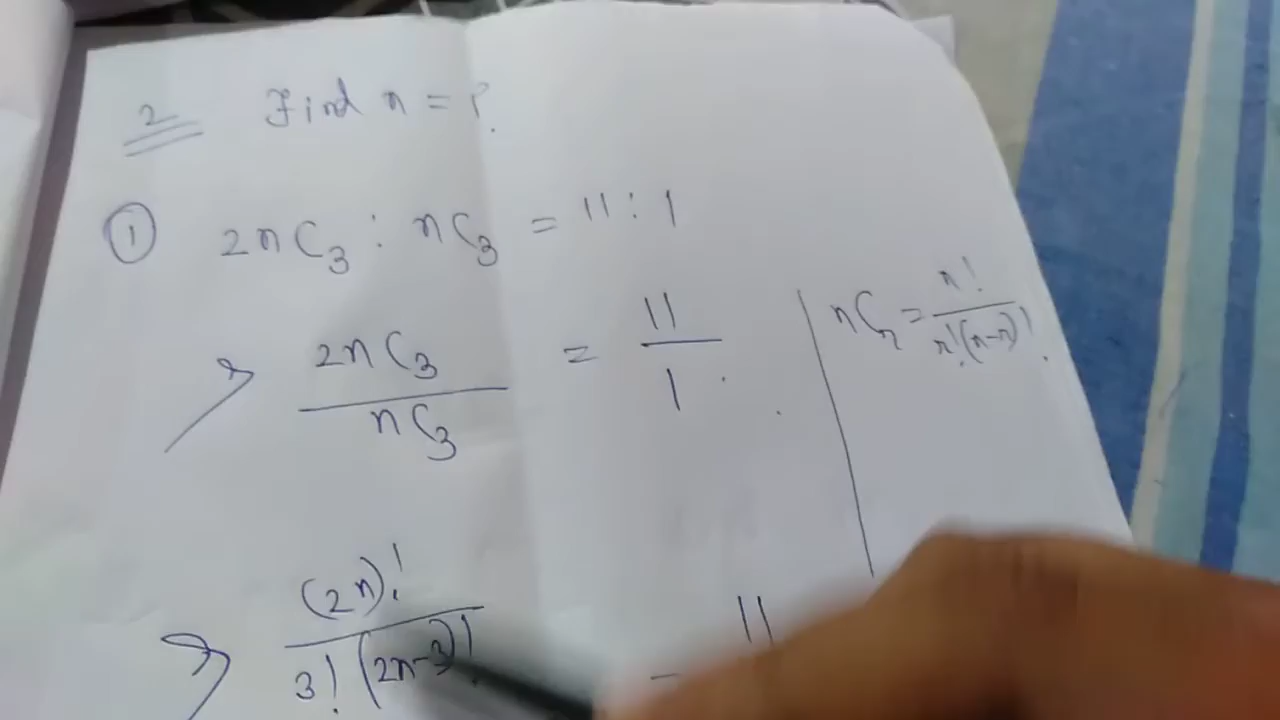 2 Find n = ?.
① 2nC₃ : nC₃ = 11 : 1
⇒ 2nC₃ / nC₃ = 11 / 1 .
nCr = n! / r!(n-r)! .
⇒ (2n)! / 3! (2n-3)! = 11